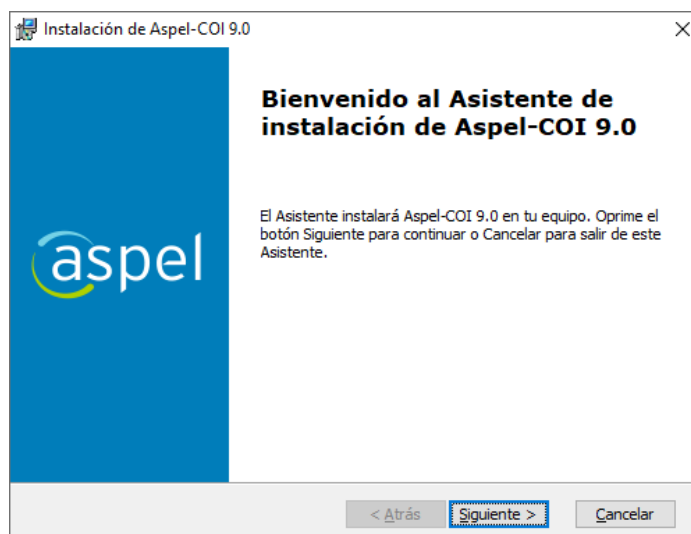 Instalación de Aspel-COI 9.0
Bienvenido al Asistente de
instalación de Aspel-COI 9.0
El Asistente instalará Aspel-COI 9.0 en tu equipo. Oprime el
botón Siguiente para continuar o Cancelar para salir de este
Asistente.
aspel
< Atrás
Siguiente >
Cancelar